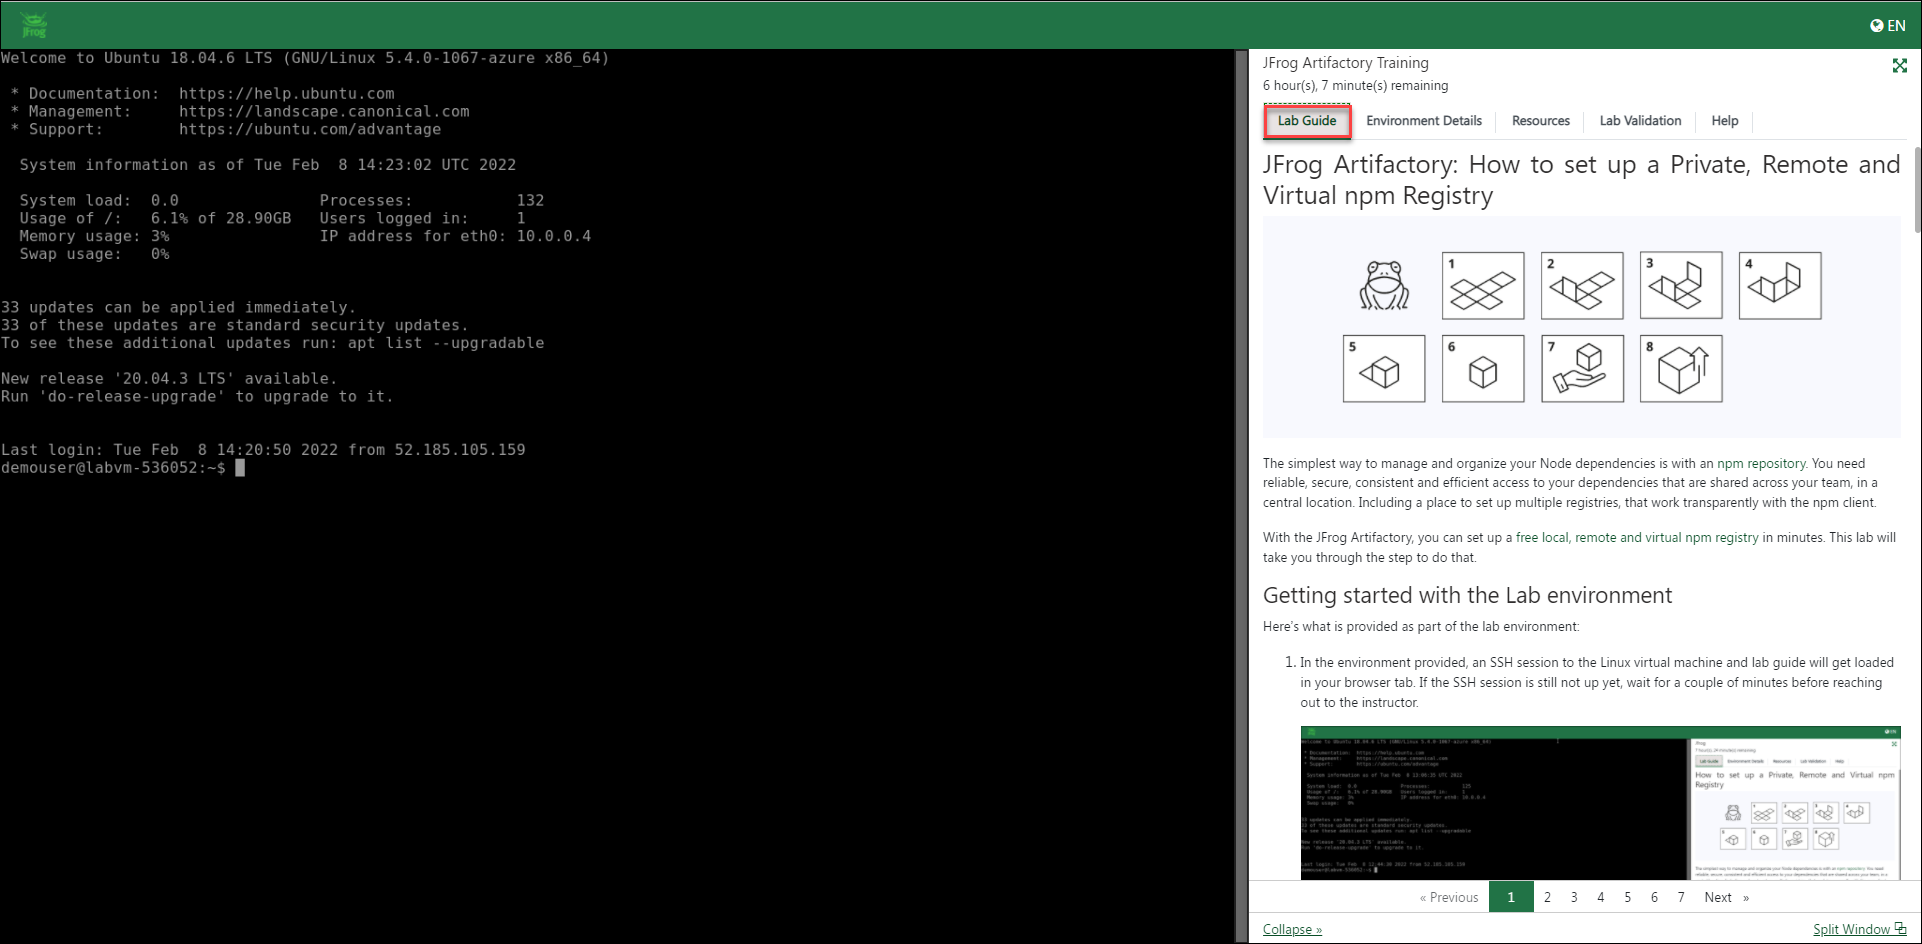 JFrog
EN
Welcome to Ubuntu 18.04.6 LTS (GNU/Linux 5.4.0-1067-azure x86_64)
* Documentation:  https://help.ubuntu.com
* Management:     https://landscape.canonical.com
* Support:        https://ubuntu.com/advantage
System information as of Tue Feb  8 14:23:02 UTC 2022
System load:  0.0               Processes:           132
Usage of /:   6.1% of 28.90GB   Users logged in:     1
Memory usage: 3%                IP address for eth0: 10.0.0.4
Swap usage:   0%
33 updates can be applied immediately.
33 of these updates are standard security updates.
To see these additional updates run: apt list --upgradable
New release '20.04.3 LTS' available.
Run 'do-release-upgrade' to upgrade to it.
Last login: Tue Feb  8 14:20:50 2022 from 52.185.105.159
demouser@labvm-536052:~$
JFrog Artifactory Training
6 hour(s), 7 minute(s) remaining
Lab Guide Environment Details Resources Lab Validation Help
JFrog Artifactory: How to set up a Private, Remote and
Virtual npm Registry
1 2 3 4
5 6 7 8
The simplest way to manage and organize your Node dependencies is with an npm repository. You need
reliable, secure, consistent and efficient access to your dependencies that are shared across your team, in a
central location. Including a place to set up multiple registries, that work transparently with the npm client.
With the JFrog Artifactory, you can set up a free local, remote and virtual npm registry in minutes. This lab will
take you through the step to do that.
Getting started with the Lab environment
Here's what is provided as part of the lab environment:
1. In the environment provided, an SSH session to the Linux virtual machine and lab guide will get loaded
in your browser tab. If the SSH session is still not up yet, wait for a couple of minutes before reaching
out to the instructor.
How to set up a Private, Remote and Virtual npm
Registry
« Previous 1 2 3 4 5 6 7 Next »
Collapse »
Split Window